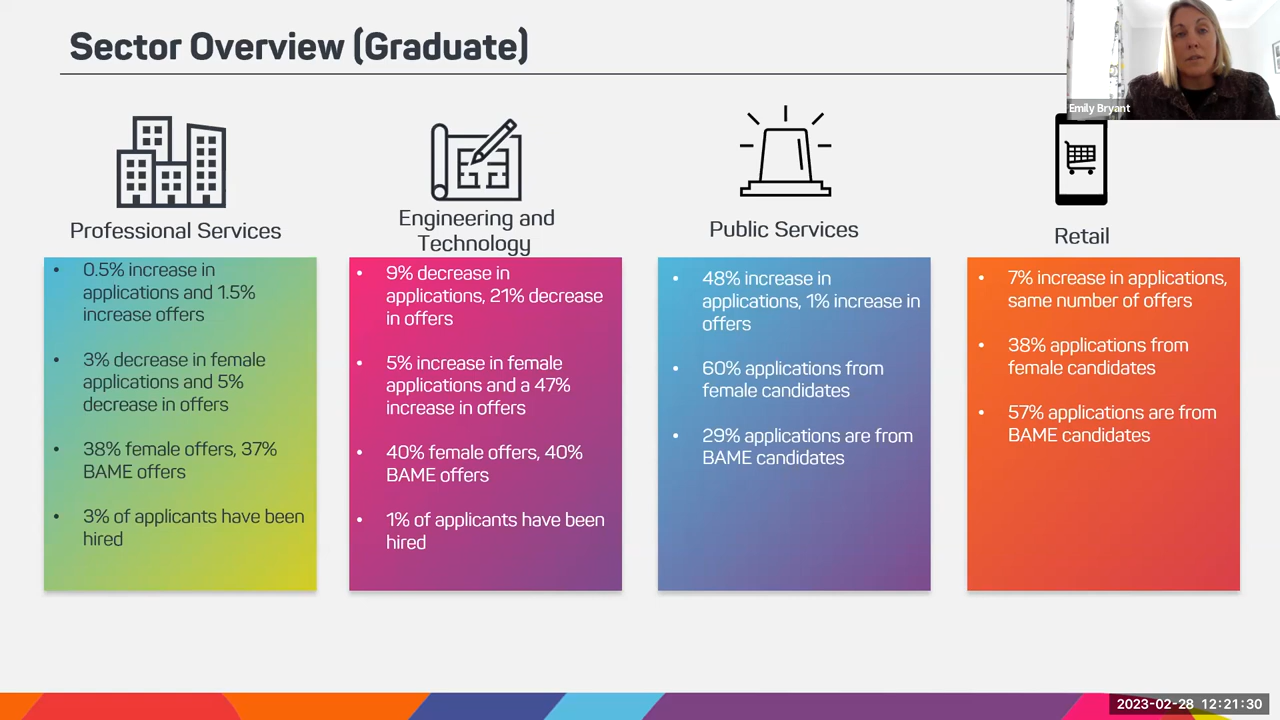 Sector Overview (Graduate)
Emily Bryant
Professional Services
0.5% increase in
applications and 1.5%
increase offers
3% decrease in female
applications and 5%
decrease in offers
38% female offers, 37%
BAME offers
3% of applicants have been
hired
Engineering and
Technology
9% decrease in
applications, 21% decrease
in offers
5% increase in female
applications and a 47%
increase in offers
40% female offers, 40%
BAME offers
1% of applicants have been
hired
Public Services
48% increase in
applications, 1% increase in
offers
60% applications from
female candidates
29% applications are from
BAME candidates
Retail
7% increase in applications,
same number of offers
38% applications from
female candidates
57% applications are from
BAME candidates
2023-02-28 12:21:30